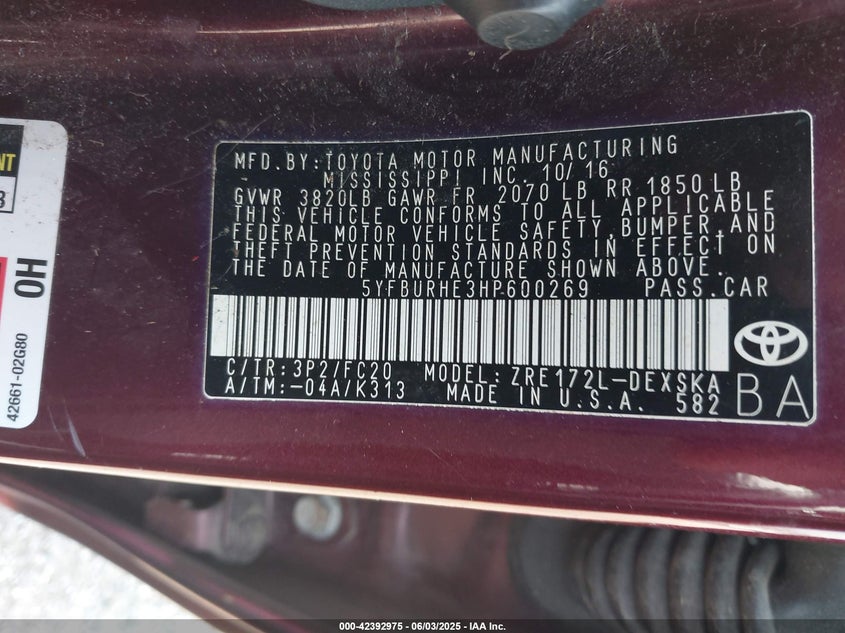 NT
3
OH
42661-02G80
MFD.BY:TOYOTA MOTOR MANUFACTURING
MISSISSIPPI INC. 10/16
GVWR 3820LB GAWR FR 2070 LB RR 1850 LB
THIS VEHICLE CONFORMS TO ALL APPLICABLE
FEDERAL MOTOR VEHICLE SAFETY,BUMPER,AND
THEFT PREVENTION STANDARDS IN EFFECT ON
THE DATE OF MANUFACTURE SHOWN ABOVE.
5YFBURHE3HP600269 PASS.CAR
C/TR:3P2/FC20 MODEL:ZRE172L-DEXSKA
A/TM:-04A/K313 MADE IN U.S.A. 582
BA
000-42392975 - 06/03/2025 - IAA Inc.